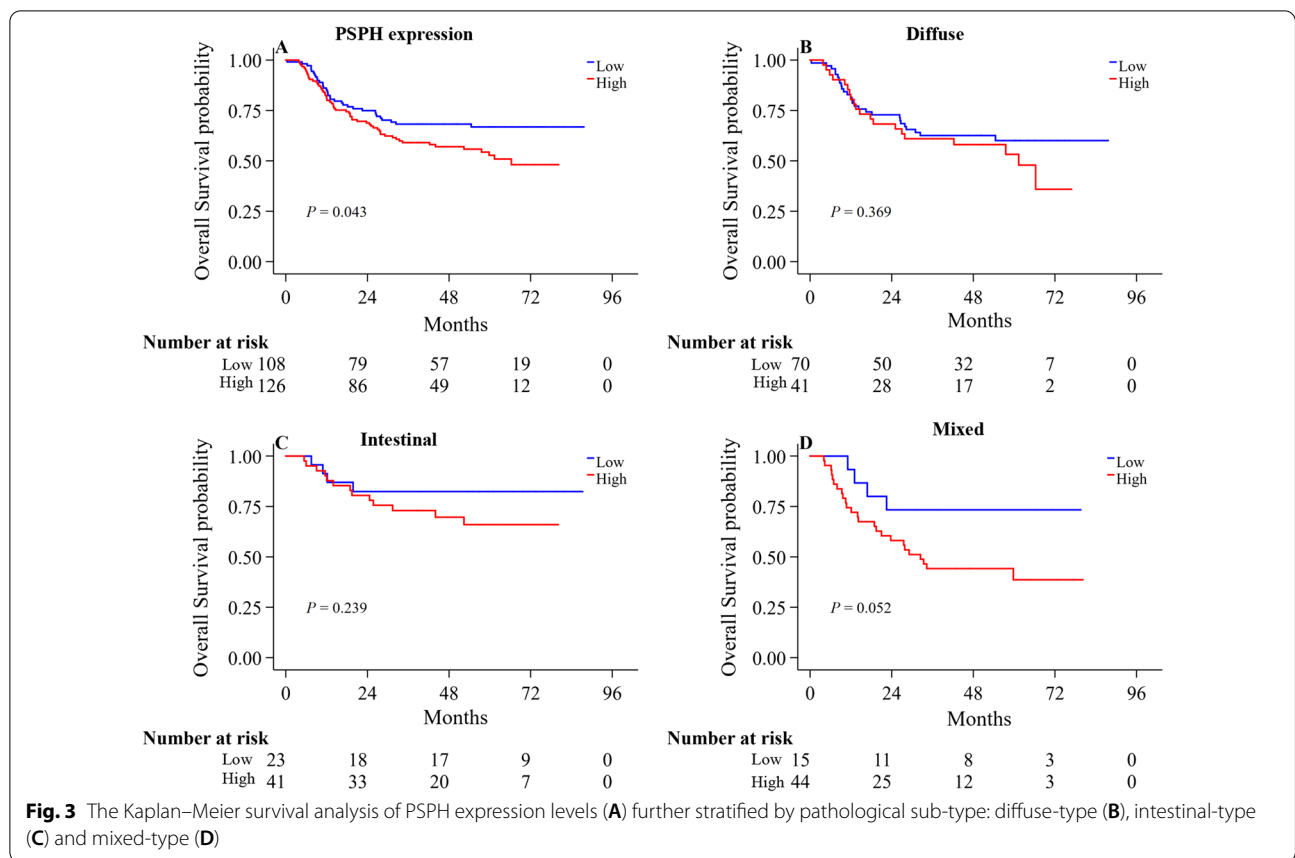 A PSPH expression
Overall Survival probability
1.00
0.75
0.50
0.25
0.00
Low
High
P = 0.043
0 24 48 72 96
Months
Number at risk
Low 108 79 57 19 0
High 126 86 49 12 0
B Diffuse
Overall Survival probability
1.00
0.75
0.50
0.25
0.00
Low
High
P = 0.369
0 24 48 72 96
Months
Number at risk
Low 70 50 32 7 0
High 41 28 17 2 0
C Intestinal
Overall Survival probability
1.00
0.75
0.50
0.25
0.00
Low
High
P = 0.239
0 24 48 72 96
Months
Number at risk
Low 23 18 17 9 0
High 41 33 20 7 0
D Mixed
Overall Survival probability
1.00
0.75
0.50
0.25
0.00
Low
High
P = 0.052
0 24 48 72 96
Months
Number at risk
Low 15 11 8 3 0
High 44 25 12 3 0
Fig. 3 The Kaplan–Meier survival analysis of PSPH expression levels (A) further stratified by pathological sub-type: diffuse-type (B), intestinal-type
(C) and mixed-type (D)